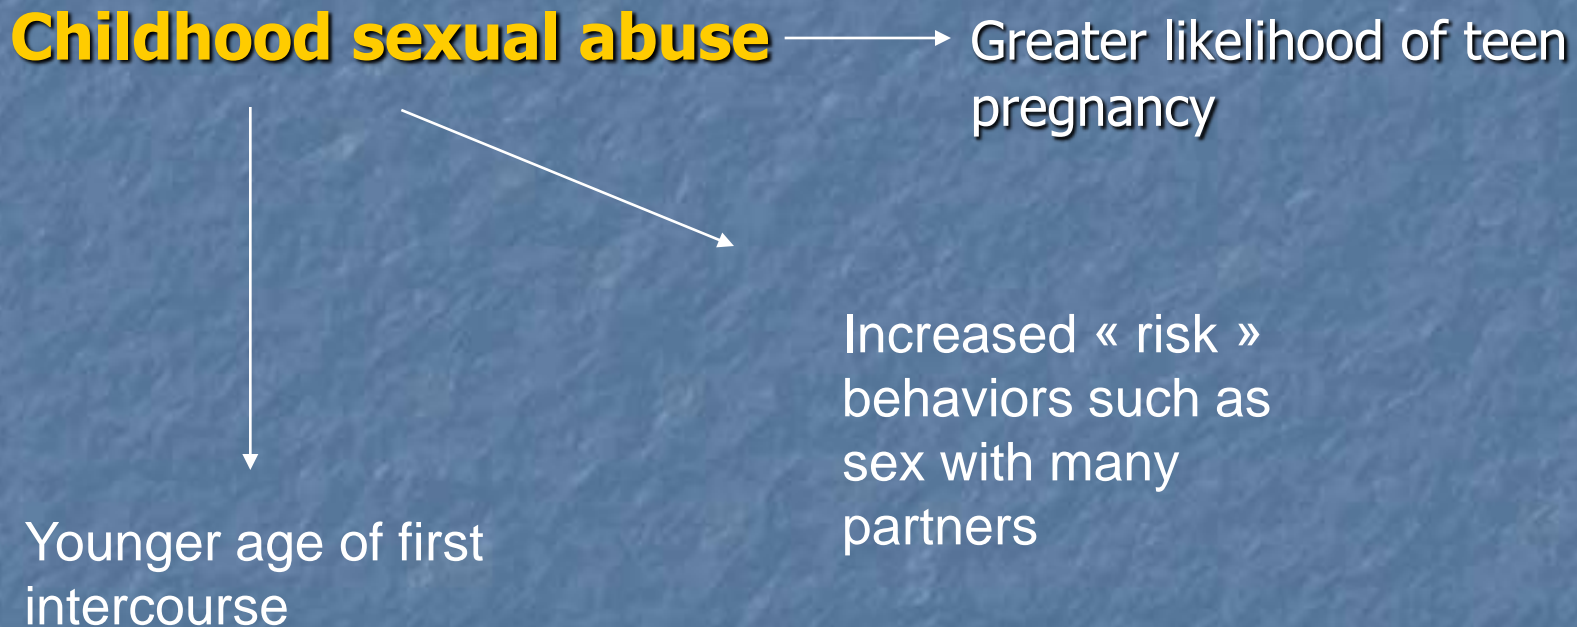 Childhood sexual abuse
Greater likelihood of teen
pregnancy
Increased « risk »
behaviors such as
sex with many
partners
Younger age of first
intercourse